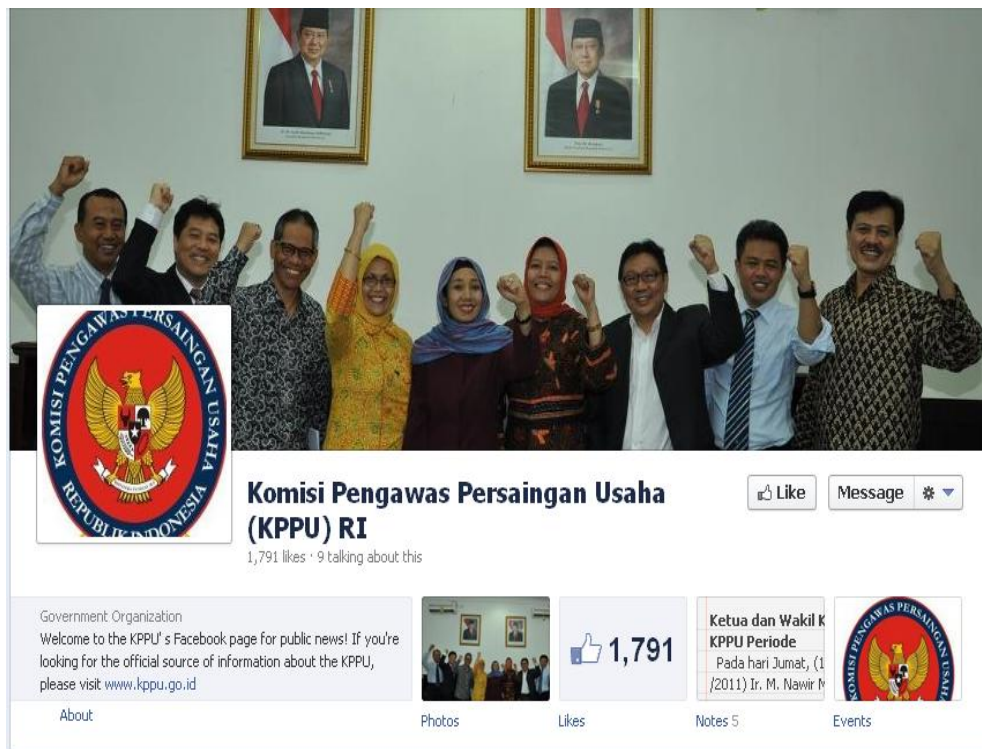 KOMISI PENGAWAS PERSAINGAN USAHA
REPUBLIK INDONESIA
Komisi Pengawas Persaingan Usaha
(KPPU) RI
1,791 likes · 9 talking about this
Like
Message
Government Organization
Welcome to the KPPU' s Facebook page for public news! If you're
looking for the official source of information about the KPPU,
please visit www.kppu.go.id
About
Photos
1,791
Likes
Ketua dan Wakil K
KPPU Periode
Pada hari Jumat, (1
/2011) Ir. M. Nawir M
Notes 5
Events